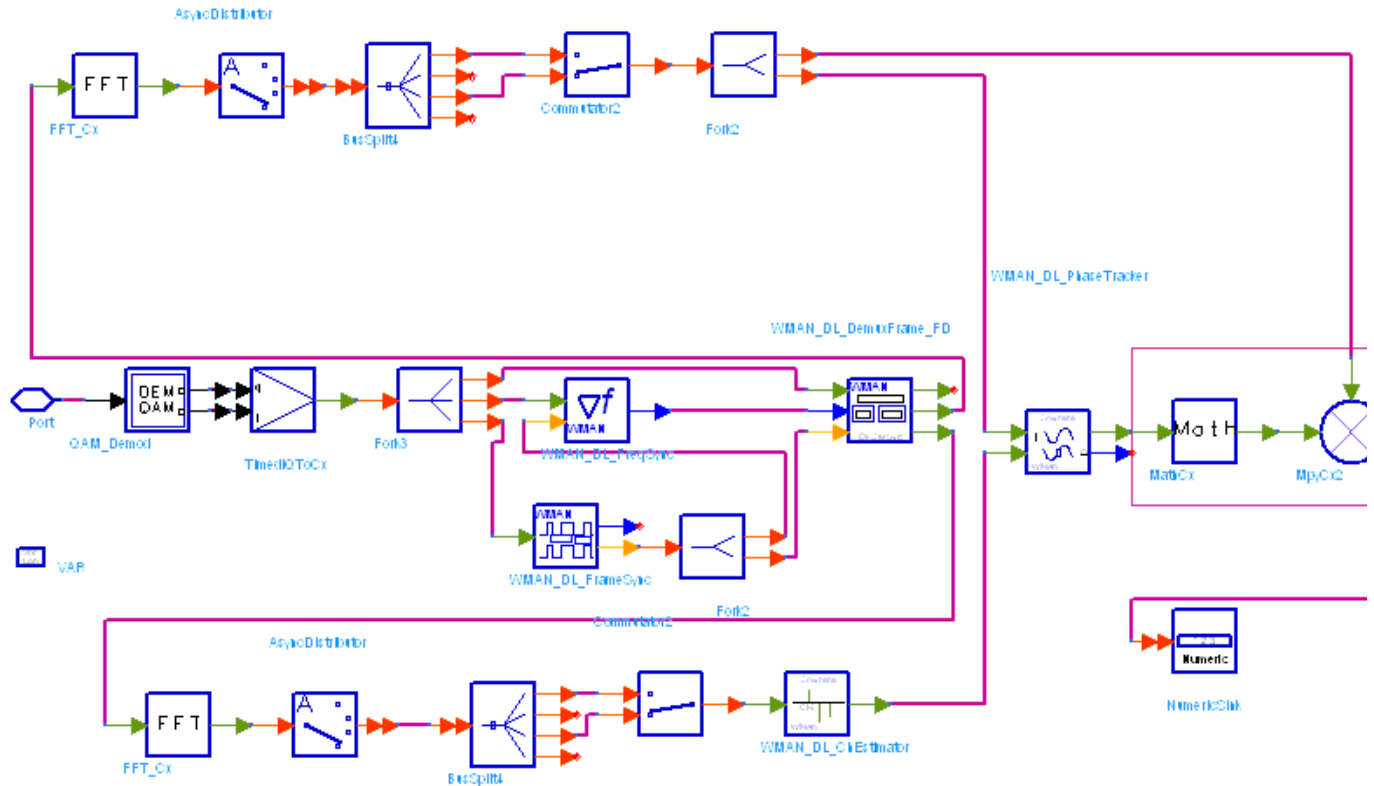 AsyncDistributor
FFT
A
FFT_Cx
BusSplit4
Commutator2
Fork2
WMAN_DL_PhaseTracker
WMAN_DL_DemuxFrame_FD
Port
DEM
QAM
QAM_Demod
TimedIQToCx
Fork3
WMAN
∇f
WMAN_DL_FreqSync
WMAN
Math
MathCx
MpyCx2
WMAN
WMAN_DL_FrameSync
Fork2
VAR
Commutator2
AsyncDistributor
FFT
A
FFT_Cx
BusSplit4
WMAN_DL_ChEstimator
Numeric
NumericSink